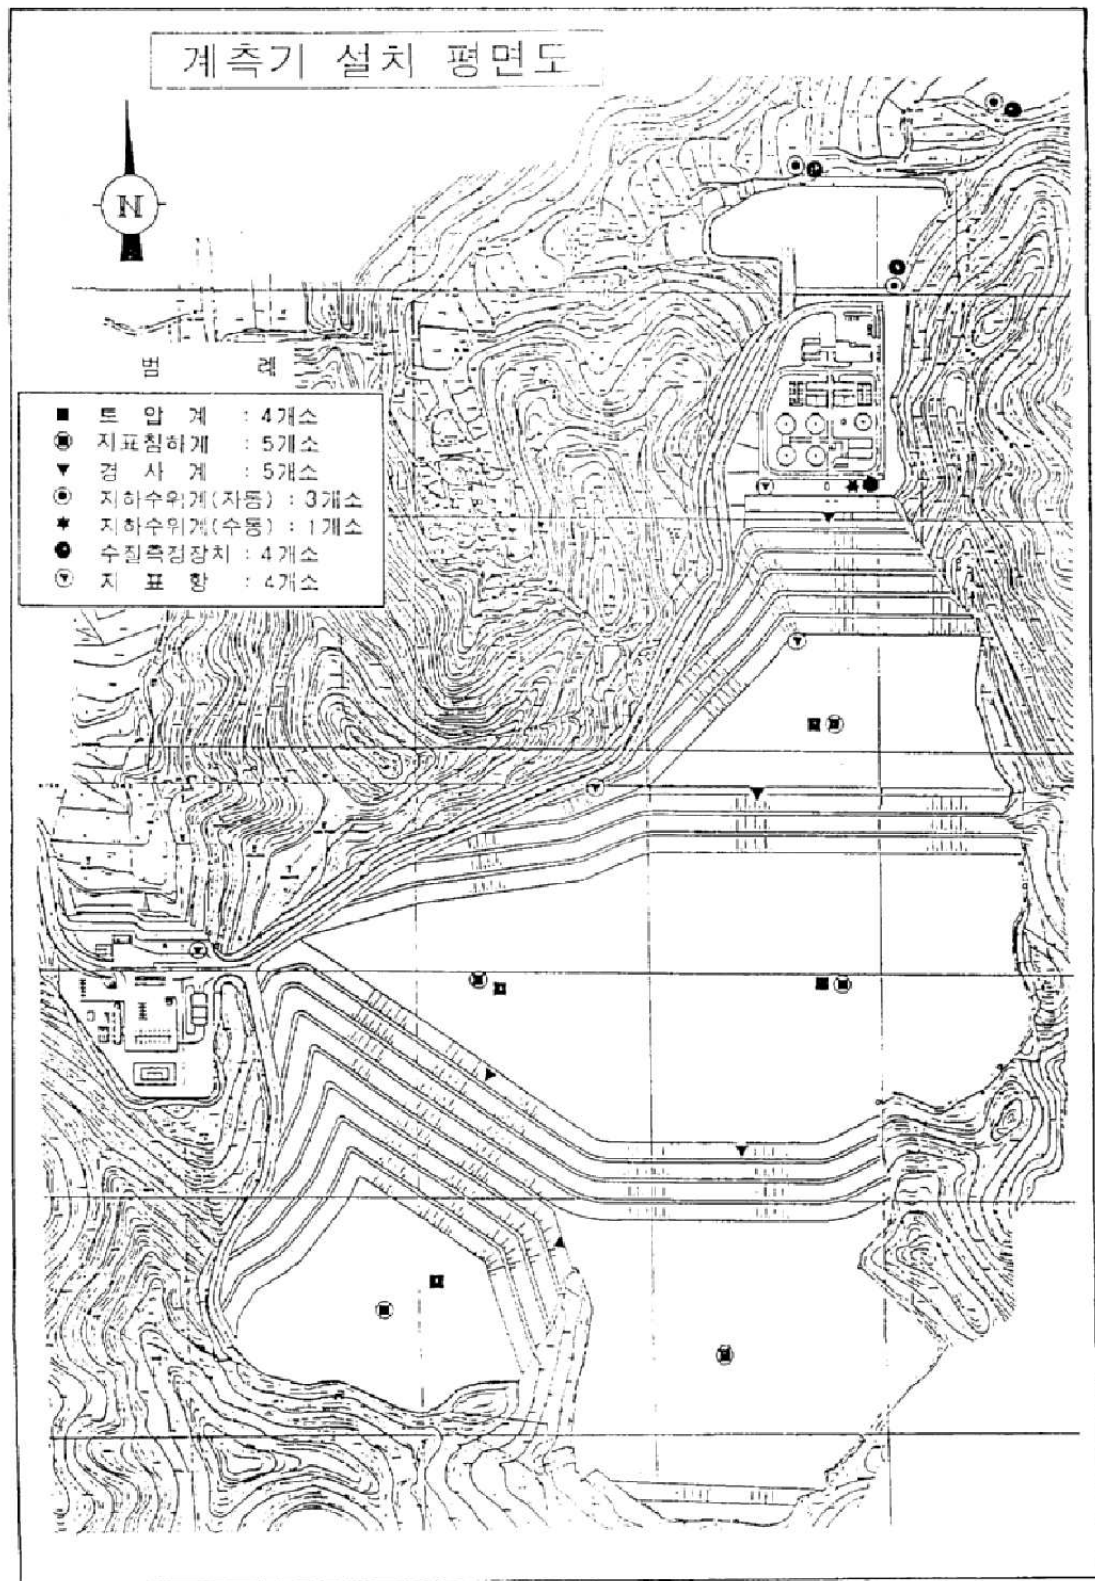 계측기 설치 평면도
N
범 례
토 압 계 : 4개소
지표침하계 : 5개소
경 사 계 : 5개소
지하수위계(자동) : 3개소
지하수위계(수동) : 1개소
수질측정장치 : 4개소
지 표 항 : 4개소